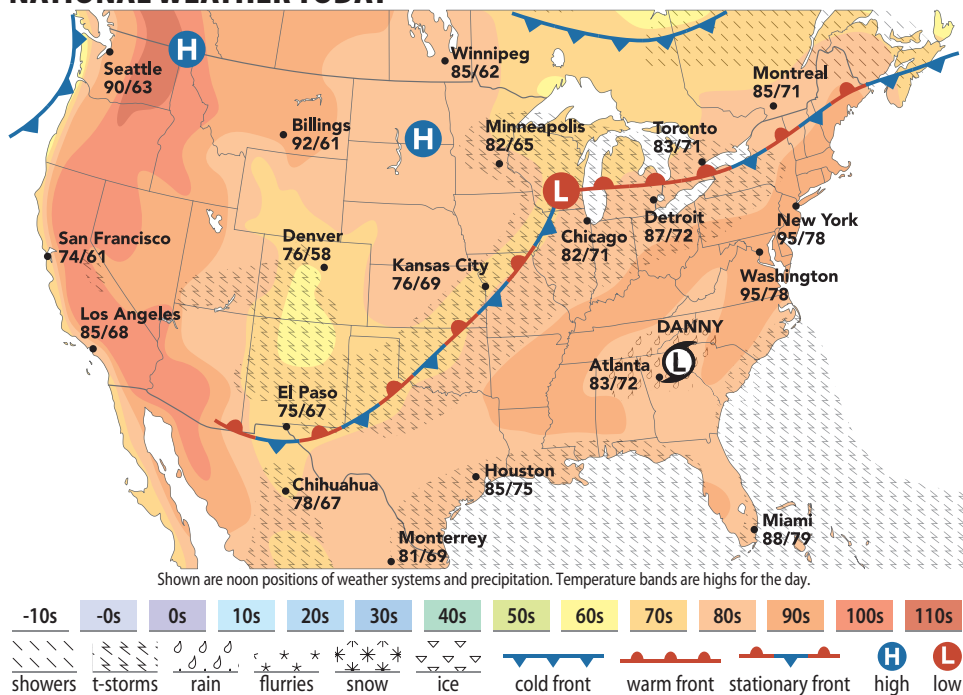 NATIONAL WEATHER TODAY
H
Seattle
90/63
Winnipeg
85/62
Montreal
85/71
Billings
92/61
H
Minneapolis
82/65
Toronto
83/71
L
San Francisco
74/61
Denver
76/58
Kansas City
76/69
Chicago
82/71
Detroit
87/72
New York
95/78
Washington
95/78
Los Angeles
85/68
DANNY
L
Atlanta
83/72
El Paso
75/67
Houston
85/75
Chihuahua
78/67
Miami
88/79
Monterrey
81/69
Shown are noon positions of weather systems and precipitation. Temperature bands are highs for the day.
-10s -0s 0s 10s 20s 30s 40s 50s 60s 70s 80s 90s 100s 110s
H L
showers t-storms rain flurries snow ice cold front warm front stationary front high low